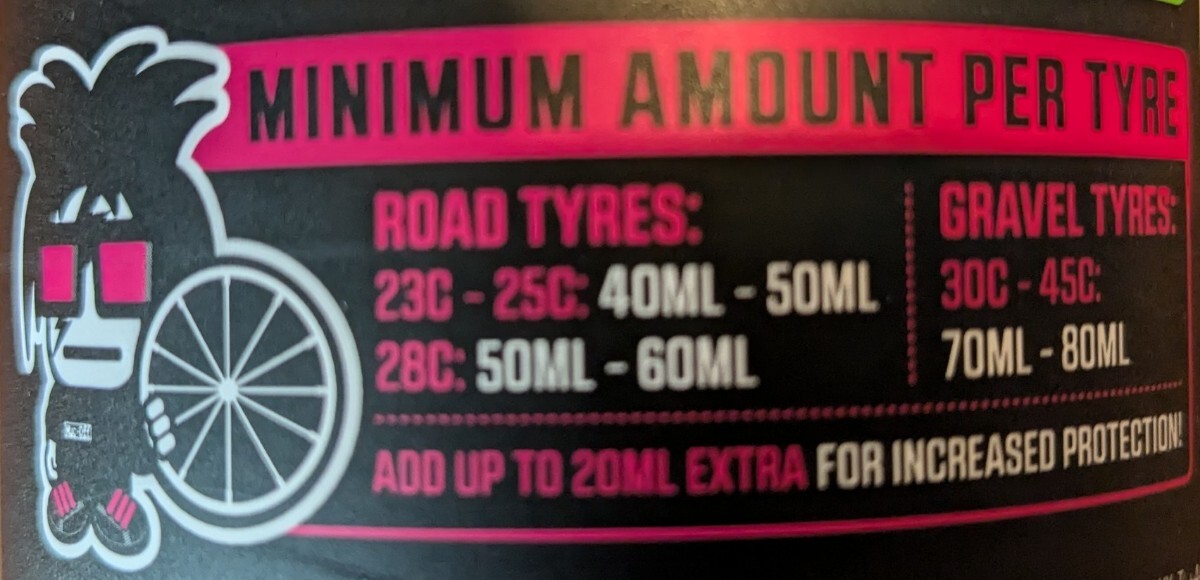 MINIMUM AMOUNT PER TYRE
ROAD TYRES:
23C - 25C: 40ML - 50ML
28C: 50ML - 60ML
GRAVEL TYRES:
30C - 45C:
70ML - 80ML
ADD UP TO 20ML EXTRA FOR INCREASED PROTECTION!